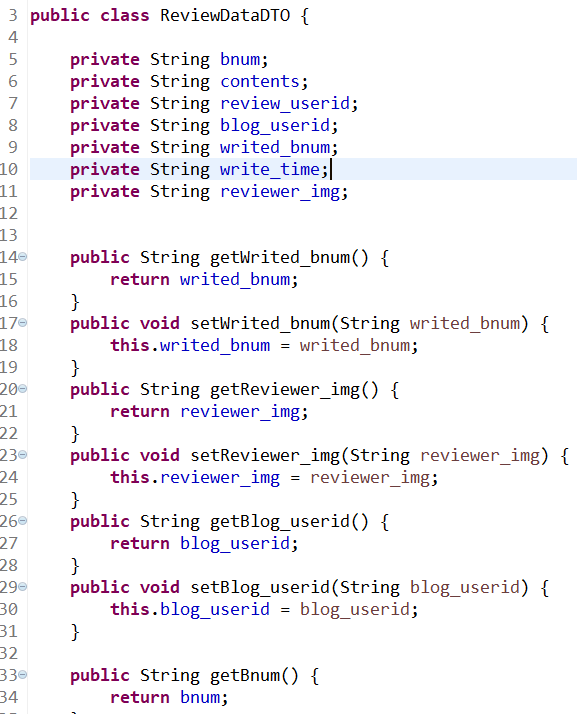 3 public class ReviewDataDTO {
4
5 private String bnum;
6 private String contents;
7 private String review_userid;
8 private String blog_userid;
9 private String writed_bnum;
10 private String write_time;
11 private String reviewer_img;
12
13
14 public String getWrited_bnum() {
15 return writed_bnum;
16 }
17 public void setWrited_bnum(String writed_bnum) {
18 this.writed_bnum = writed_bnum;
19 }
20 public String getReviewer_img() {
21 return reviewer_img;
22 }
23 public void setReviewer_img(String reviewer_img) {
24 this.reviewer_img = reviewer_img;
25 }
26 public String getBlog_userid() {
27 return blog_userid;
28 }
29 public void setBlog_userid(String blog_userid) {
30 this.blog_userid = blog_userid;
31 }
32
33 public String getBnum() {
34 return bnum;